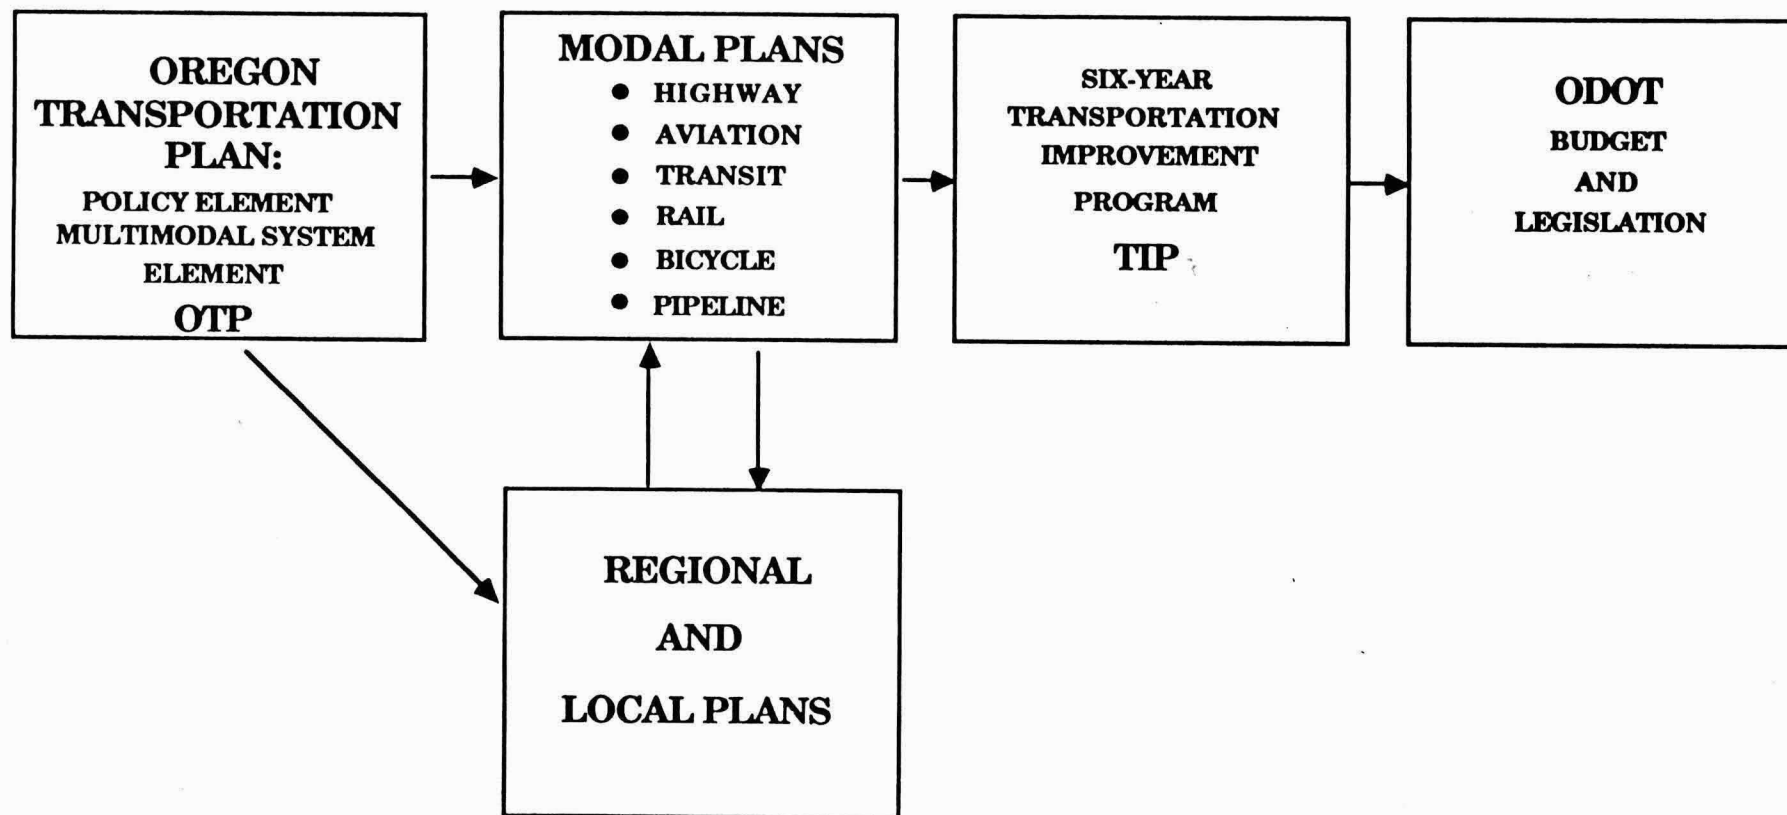 OREGON
TRANSPORTATION
PLAN:
POLICY ELEMENT
MULTIMODAL SYSTEM
ELEMENT
OTP
MODAL PLANS
● HIGHWAY
● AVIATION
● TRANSIT
● RAIL
● BICYCLE
● PIPELINE
SIX-YEAR
TRANSPORTATION
IMPROVEMENT
PROGRAM
TIP
ODOT
BUDGET
AND
LEGISLATION
REGIONAL
AND
LOCAL PLANS